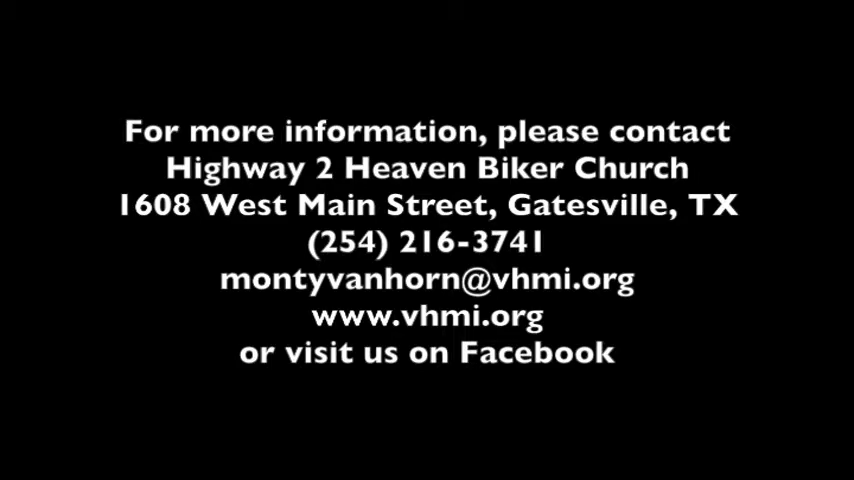 For more information, please contact
Highway 2 Heaven Biker Church
1608 West Main Street, Gatesville, TX
(254) 216-3741
montyvanhorn@vhmi.org
www.vhmi.org
or visit us on Facebook